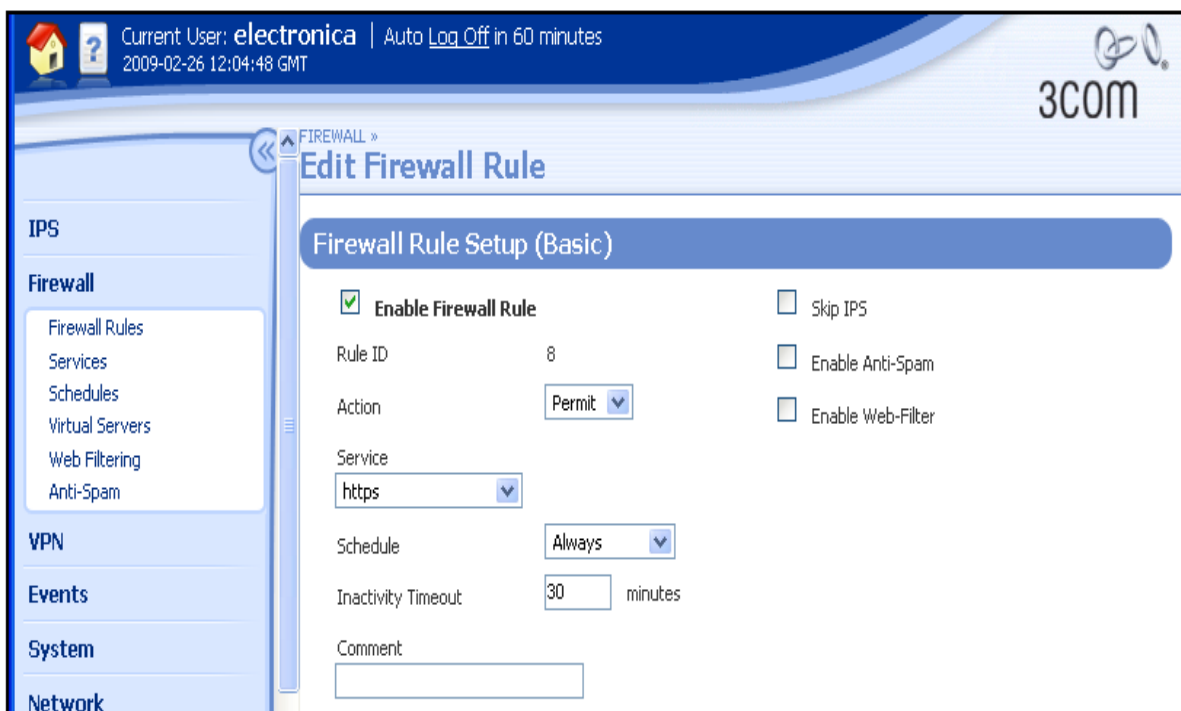 Current User: electronica | Auto Log Off in 60 minutes
2009-02-26 12:04:48 GMT
3COM
FIREWALL »
Edit Firewall Rule
IPS
Firewall
Firewall Rules
Services
Schedules
Virtual Servers
Web Filtering
Anti-Spam
VPN
Events
System
Network
Firewall Rule Setup (Basic)
Enable Firewall Rule
Skip IPS
Rule ID 8
Enable Anti-Spam
Action Permit
Enable Web-Filter
Service
https
Schedule Always
Inactivity Timeout 30 minutes
Comment